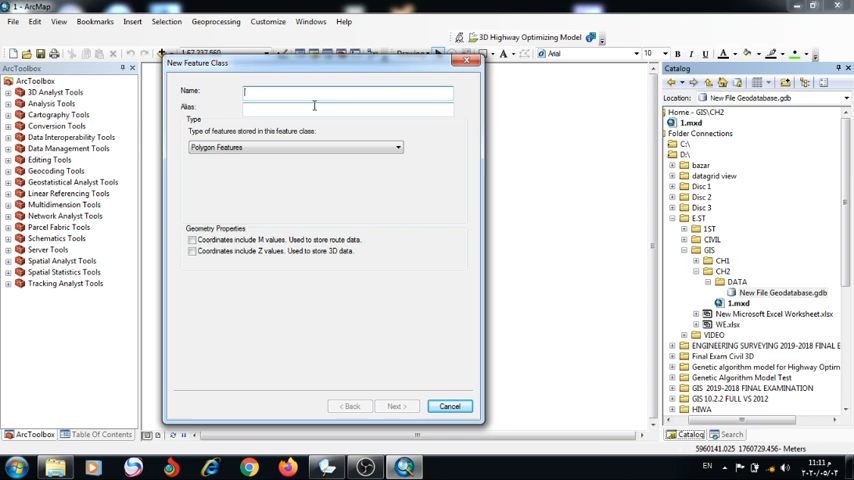 1 - ArcMap
File Edit View Bookmarks Insert Selection Geoprocessing Customize Windows Help
3D Highway Optimizing Model
1:67,237,560
Drawing
Arial
10
B I U A
ArcToolbox
ArcToolbox
3D Analyst Tools
Analysis Tools
Cartography Tools
Conversion Tools
Data Interoperability Tools
Data Management Tools
Editing Tools
Geocoding Tools
Geostatistical Analyst Tools
Linear Referencing Tools
Multidimension Tools
Network Analyst Tools
Parcel Fabric Tools
Schematics Tools
Server Tools
Spatial Analyst Tools
Spatial Statistics Tools
Tracking Analyst Tools
ArcToolbox Table Of Contents
New Feature Class
Name:
Alias:
Type
Type of features stored in this feature class:
Polygon Features
Geometry Properties
Coordinates include M values. Used to store route data.
Coordinates include Z values. Used to store 3D data.
< Back Next > Cancel
Catalog
Location: New File Geodatabase.gdb
Home - GIS\CH2
1.mxd
Folder Connections
C:\
D:\
bazar
datagrid view
Disc 1
Disc 2
Disc 3
E.ST
1ST
CIVIL
GIS
CH1
CH2
DATA
New File Geodatabase.gdb
1.mxd
New Microsoft Excel Worksheet.xlsx
WE.xlsx
VIDEO
ENGINEERING SURVEYING 2019-2018 FINAL E
Final Exam Civil 3D
Genetic algorithm model for Highway Optim
Genetic Algorithm Model Test
GIS 2019-2018 FINAL EXAMINATION
GIS 10.2.2 FULL VS 2012
HIWA
Catalog Search
5960141.025 1760729.456- Meters
EN
11:11 م
٢٠٢٠/٠٥/٠٢